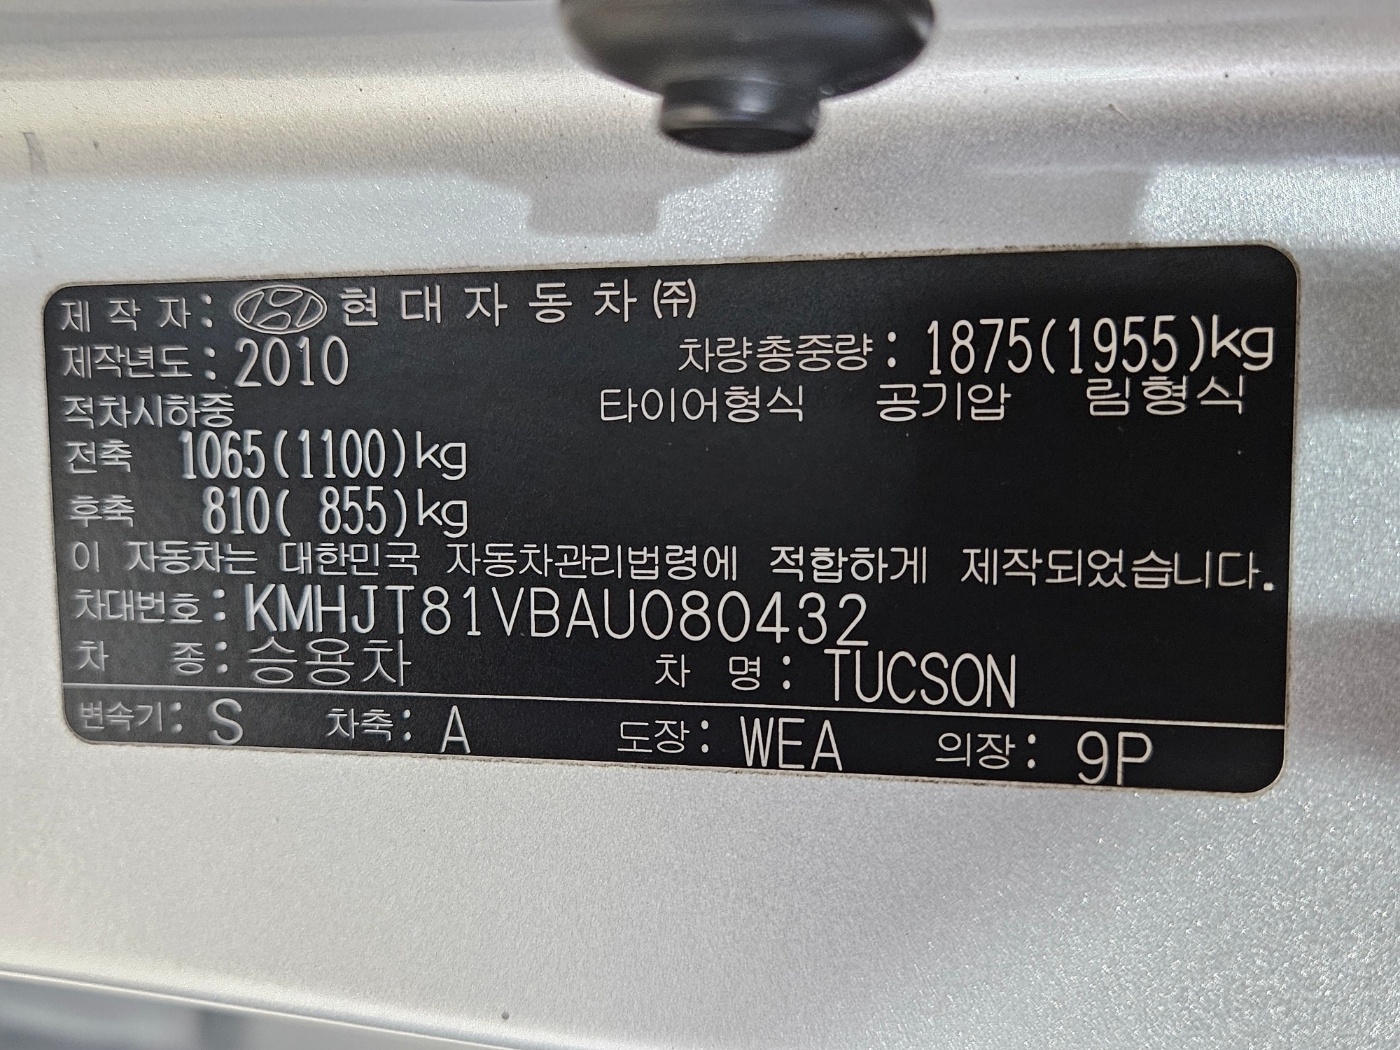 제 작 자 : 현 대 자 동 차 ㈜
제작년도 : 2010 차량총중량 : 1875(1955)kg
적차시하중 타이어형식 공기압 림형식
전축 1065(1100)kg
후축 810( 855)kg
이 자동차는 대한민국 자동차관리법령에 적합하게 제작되었습니다.
차대번호 : KMHJT81VBAU080432
차 종 : 승용차 차 명 : TUCSON
변속기 : S 차축 : A 도장 : WEA 의장 : 9P